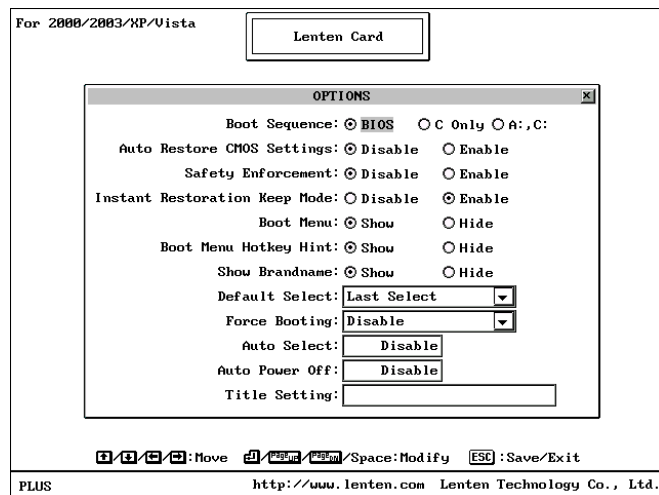 For 2000/2003/XP/Vista
Lenten Card
OPTIONS
Boot Sequence: BIOS C Only A:,C:
Auto Restore CMOS Settings: Disable Enable
Safety Enforcement: Disable Enable
Instant Restoration Keep Mode: Disable Enable
Boot Menu: Show Hide
Boot Menu Hotkey Hint: Show Hide
Show Brandname: Show Hide
Default Select: Last Select
Force Booting: Disable
Auto Select: Disable
Auto Power Off: Disable
Title Setting:
↑/↓/←/→:Move ↵/PageUP/PageDN/Space:Modify ESC :Save/Exit
PLUS http://www.lenten.com Lenten Technology Co., Ltd.